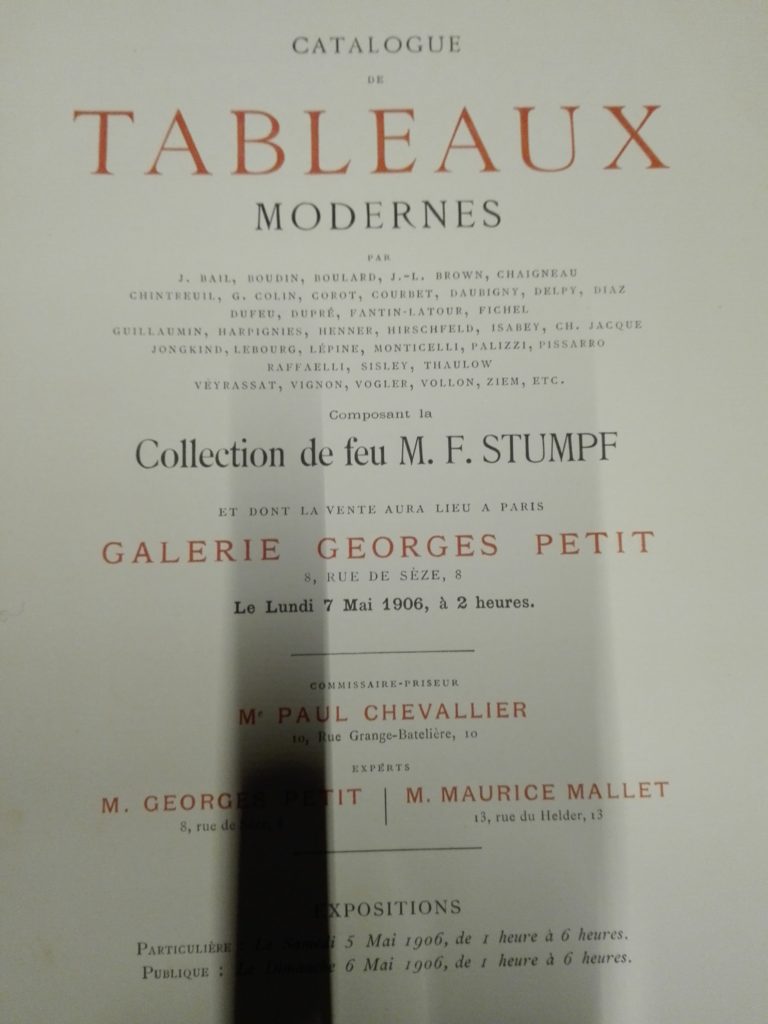 CATALOGUE
DE
TABLEAUX
MODERNES
PAR
J. BAIL, BOUDIN, BOULARD, J.-L. BROWN, CHAIGNEAU
CHINTREUIL, G. COLIN, COROT, COURBET, DAUBIGNY, DELPY, DIAZ
DUFEU, DUPRÉ, FANTIN-LATOUR, FICHEL
GUILLAUMIN, HARPIGNIES, HENNER, HIRSCHFELD, ISABEY, CH. JACQUE
JONGKIND, LEBOURG, LÉPINE, MONTICELLI, PALIZZI, PISSARRO
RAFFAELLI, SISLEY, THAULOW
VEYRASSAT, VIGNON, VOGLER, VOLLON, ZIEM, ETC.
Composant la
Collection de feu M. F. STUMPF
ET DONT LA VENTE AURA LIEU A PARIS
GALERIE GEORGES PETIT
8, RUE DE SÈZE, 8
Le Lundi 7 Mai 1906, à 2 heures.
COMMISSAIRE-PRISEUR
Me PAUL CHEVALLIER
10, Rue Grange-Batelière, 10
EXPERTS
M. GEORGES PETIT
8, rue de Sèze, 8
M. MAURICE MALLET
13, rue du Helder, 13
EXPOSITIONS
PARTICULIÈRE : Le Samedi 5 Mai 1906, de 1 heure à 6 heures.
PUBLIQUE : Le Dimanche 6 Mai 1906, de 1 heure à 6 heures.